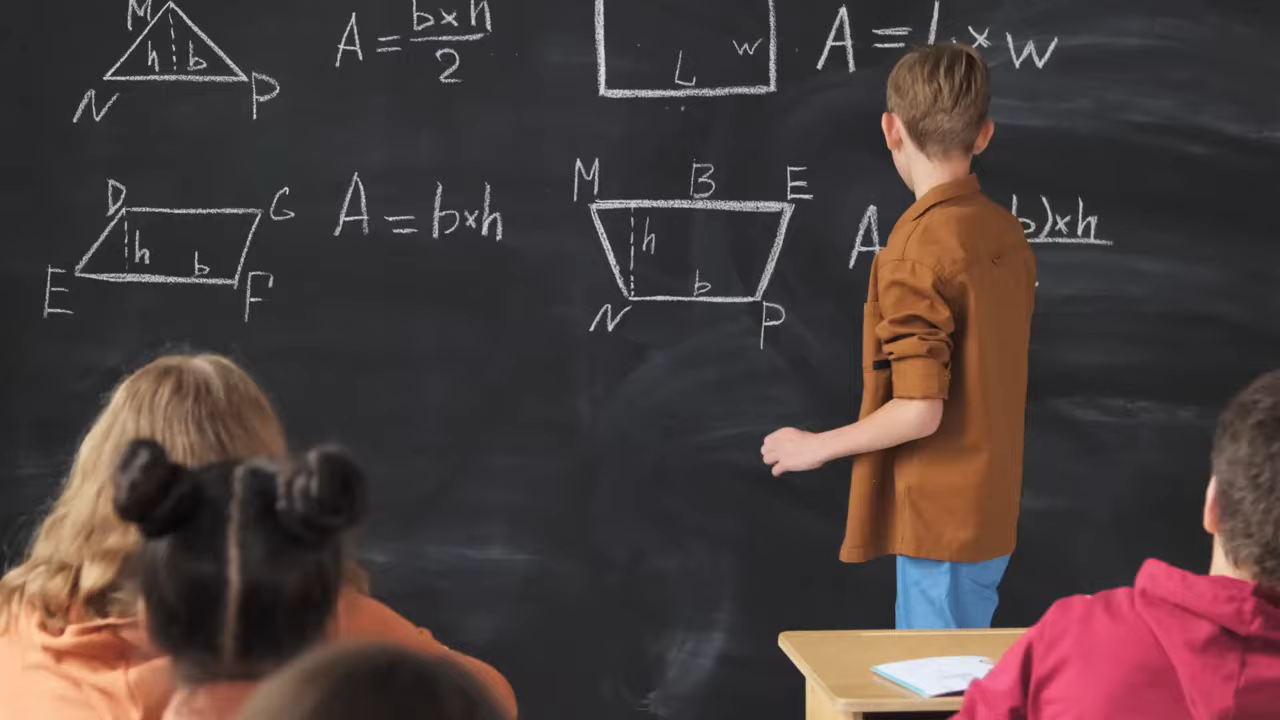 M
h b
N P
A = b×h
2
L w
A = L × w
D G
h b
E F
A = b×h
M B E
h
b
N P
A b)×h